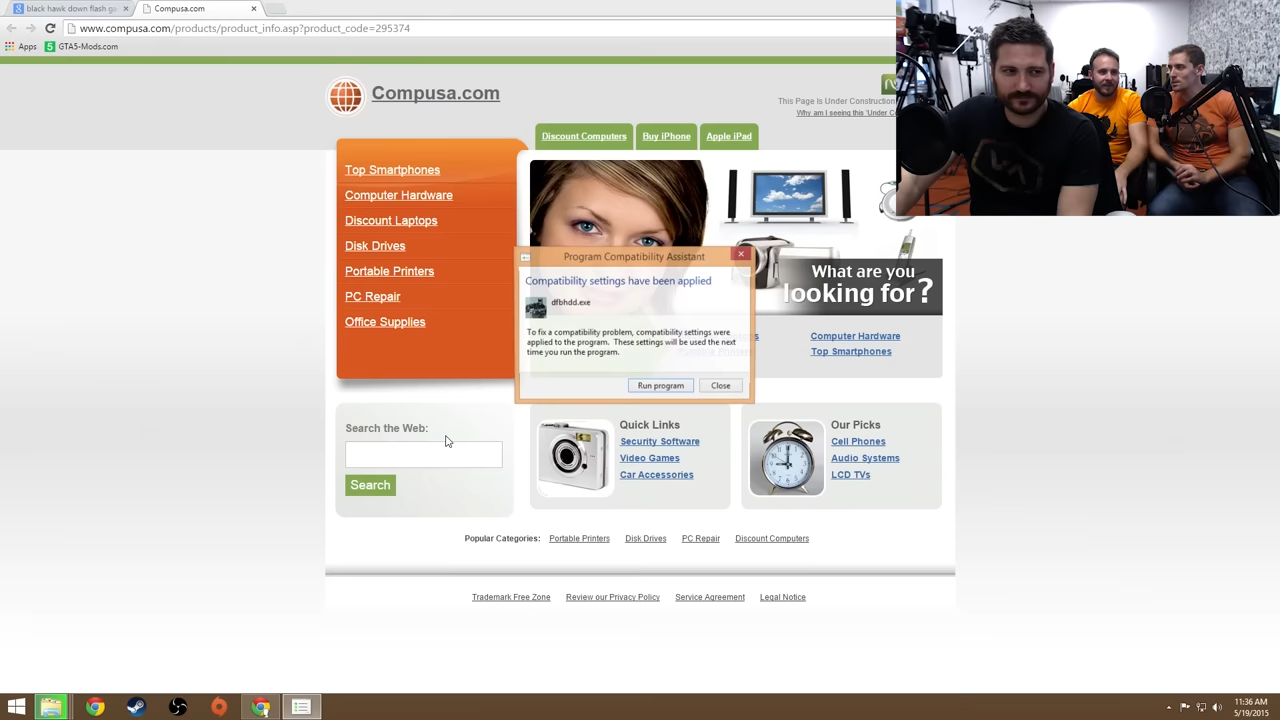 black hawk down flash ga
Compusa.com
www.compusa.com/products/product_info.asp?product_code=295374
Apps
GTA5-Mods.com
Compusa.com
This Page Is Under Construction
Why am I seeing this 'Under Co
Discount Computers
Buy iPhone
Apple iPad
Top Smartphones
Computer Hardware
Discount Laptops
Disk Drives
Portable Printers
PC Repair
Office Supplies
What are you
looking for?
Program Compatibility Assistant
Compatibility settings have been applied
dfbhdd.exe
To fix a compatibility problem, compatibility settings were
applied to the program. These settings will be used the next
time you run the program.
Run program
Close
Computer Hardware
Top Smartphones
Search the Web:
Search
Quick Links
Security Software
Video Games
Car Accessories
Our Picks
Cell Phones
Audio Systems
LCD TVs
Popular Categories: Portable Printers Disk Drives PC Repair Discount Computers
Trademark Free Zone Review our Privacy Policy Service Agreement Legal Notice
11:36 AM
5/19/2015